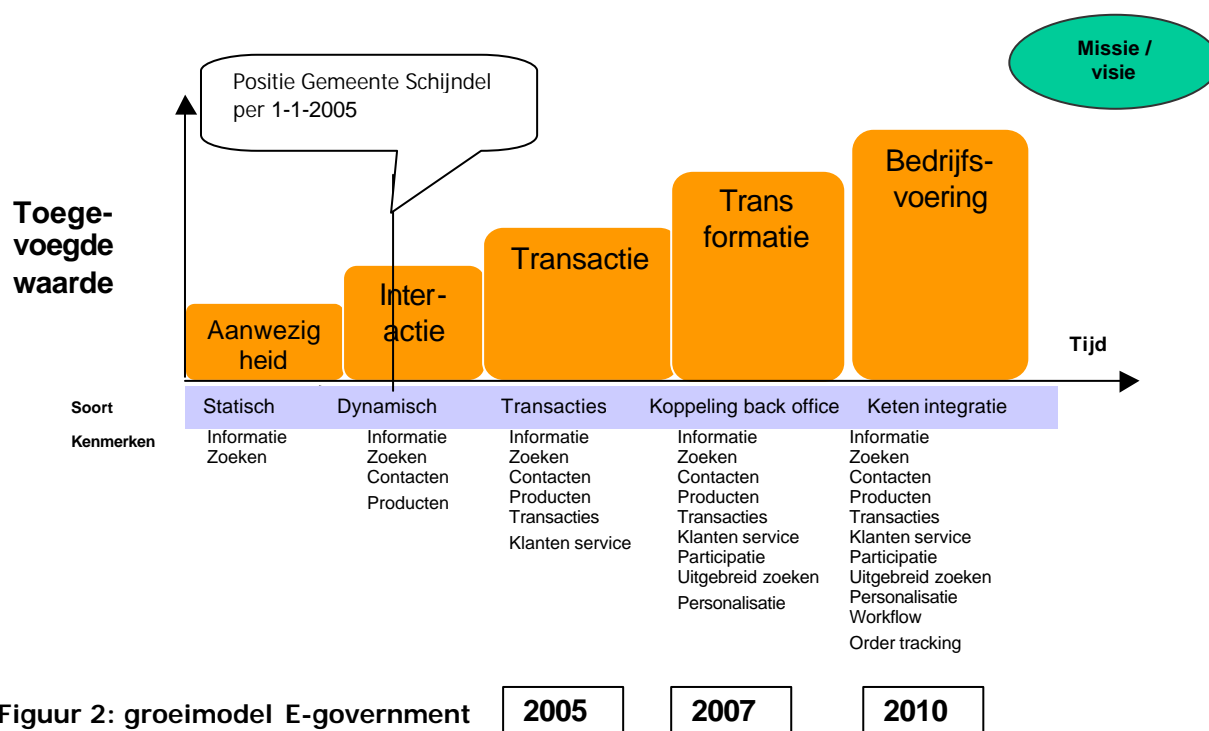 Missie /
visie
Positie Gemeente Schijndel
per 1-1-2005
Toege-
voegde
waarde
Aanwezig
heid
Inter-
actie
Transactie
Trans
formatie
Bedrijfs-
voering
Tijd
Soort
Statisch
Dynamisch
Transacties
Koppeling back office
Keten integratie
Kenmerken
Informatie
Zoeken
Informatie
Zoeken
Contacten
Producten
Informatie
Zoeken
Contacten
Producten
Transacties
Klanten service
Informatie
Zoeken
Contacten
Producten
Transacties
Klanten service
Participatie
Uitgebreid zoeken
Personalisatie
Informatie
Zoeken
Contacten
Producten
Transacties
Klanten service
Participatie
Uitgebreid zoeken
Personalisatie
Workflow
Order tracking
Figuur 2: groeimodel E-government
2005
2007
2010